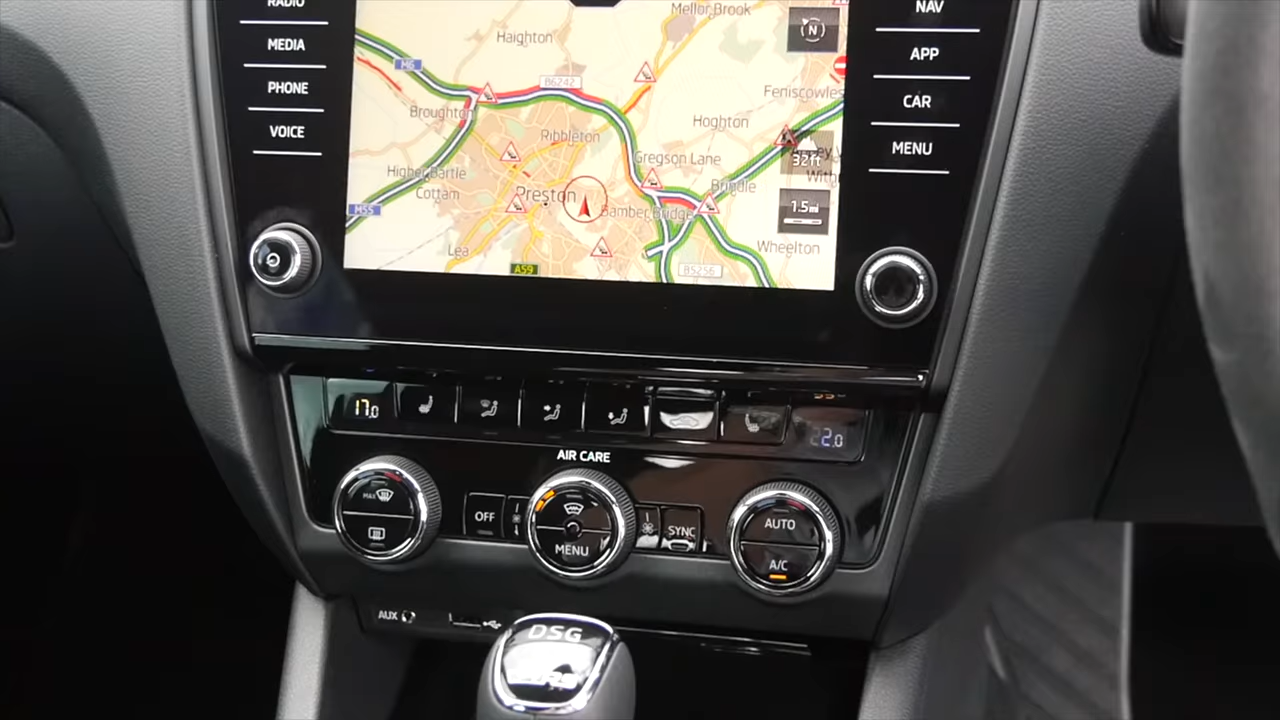 RADIO
MEDIA
PHONE
VOICE
NAV
APP
CAR
MENU
Mellor Brook
Haighton
N
M6
B6242
Feniscowles
Broughton
Hoghton
Ribbleton
Gregson Lane
32ft
Higher Bartle
Cottam
Brindle
Preston
Bamber Bridge
M55
1.5mi
Lea
Wheelton
A59
B5256
17.0
AIR CARE
MAX
OFF
MENU
SYNC
AUTO
A/C
AUX
DSG